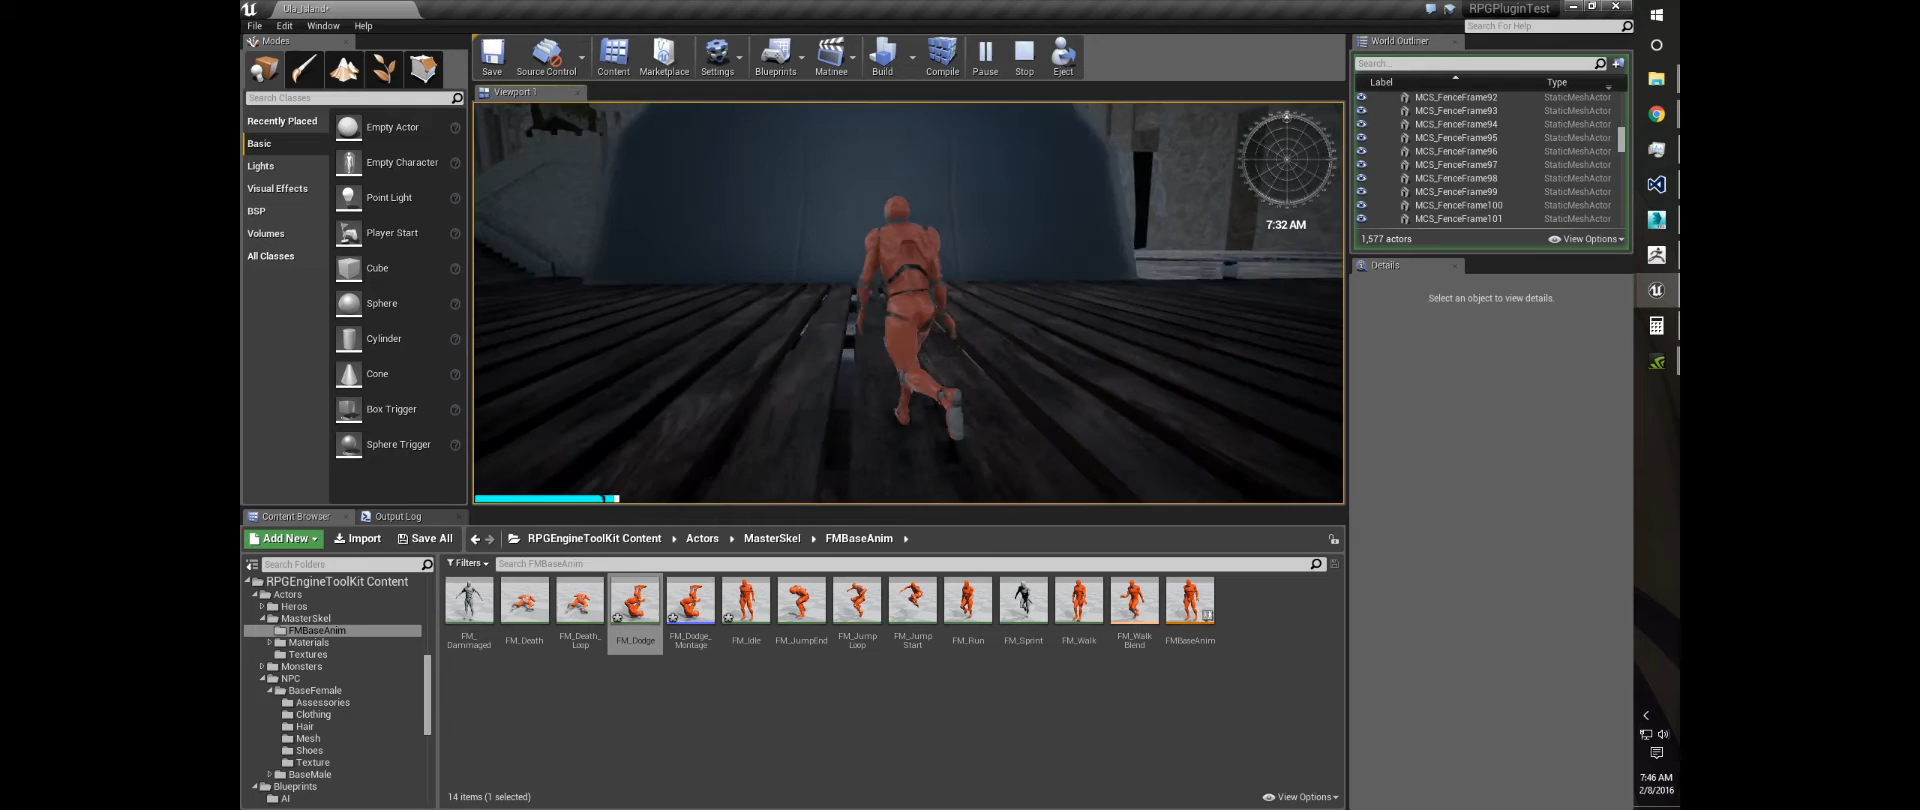 Ula_Island*
RPGPluginTest
File Edit Window Help
Search For Help
Modes
Search Classes
Recently Placed
Basic
Lights
Visual Effects
BSP
Volumes
All Classes
Empty Actor
Empty Character
Point Light
Player Start
Cube
Sphere
Cylinder
Cone
Box Trigger
Sphere Trigger
Save Source Control Content Marketplace Settings Blueprints Matinee Build Compile Pause Stop Eject
Viewport 1
7:32 AM
World Outliner
Search...
Label Type
MCS_FenceFrame92 StaticMeshActor
MCS_FenceFrame93 StaticMeshActor
MCS_FenceFrame94 StaticMeshActor
MCS_FenceFrame95 StaticMeshActor
MCS_FenceFrame96 StaticMeshActor
MCS_FenceFrame97 StaticMeshActor
MCS_FenceFrame98 StaticMeshActor
MCS_FenceFrame99 StaticMeshActor
MCS_FenceFrame100 StaticMeshActor
MCS_FenceFrame101 StaticMeshActor
1,577 actors View Options
Details
Select an object to view details.
Content Browser Output Log
Add New Import Save All RPGEngineToolKit Content Actors MasterSkel FMBaseAnim
Search Folders
RPGEngineToolKit Content
Actors
Heros
MasterSkel
FMBaseAnim
Materials
Textures
Monsters
NPC
BaseFemale
Assessories
Clothing
Hair
Mesh
Shoes
Texture
BaseMale
Blueprints
AI
Filters Search FMBaseAnim
FM_Dammaged
FM_Death
FM_Death_Loop
FM_Dodge
FM_Dodge_Montage
FM_Idle
FM_JumpEnd
FM_Jump Loop
FM_Jump Start
FM_Run
FM_Sprint
FM_Walk
FM_Walk Blend
FMBaseAnim
14 items (1 selected) View Options
7:46 AM
2/8/2016